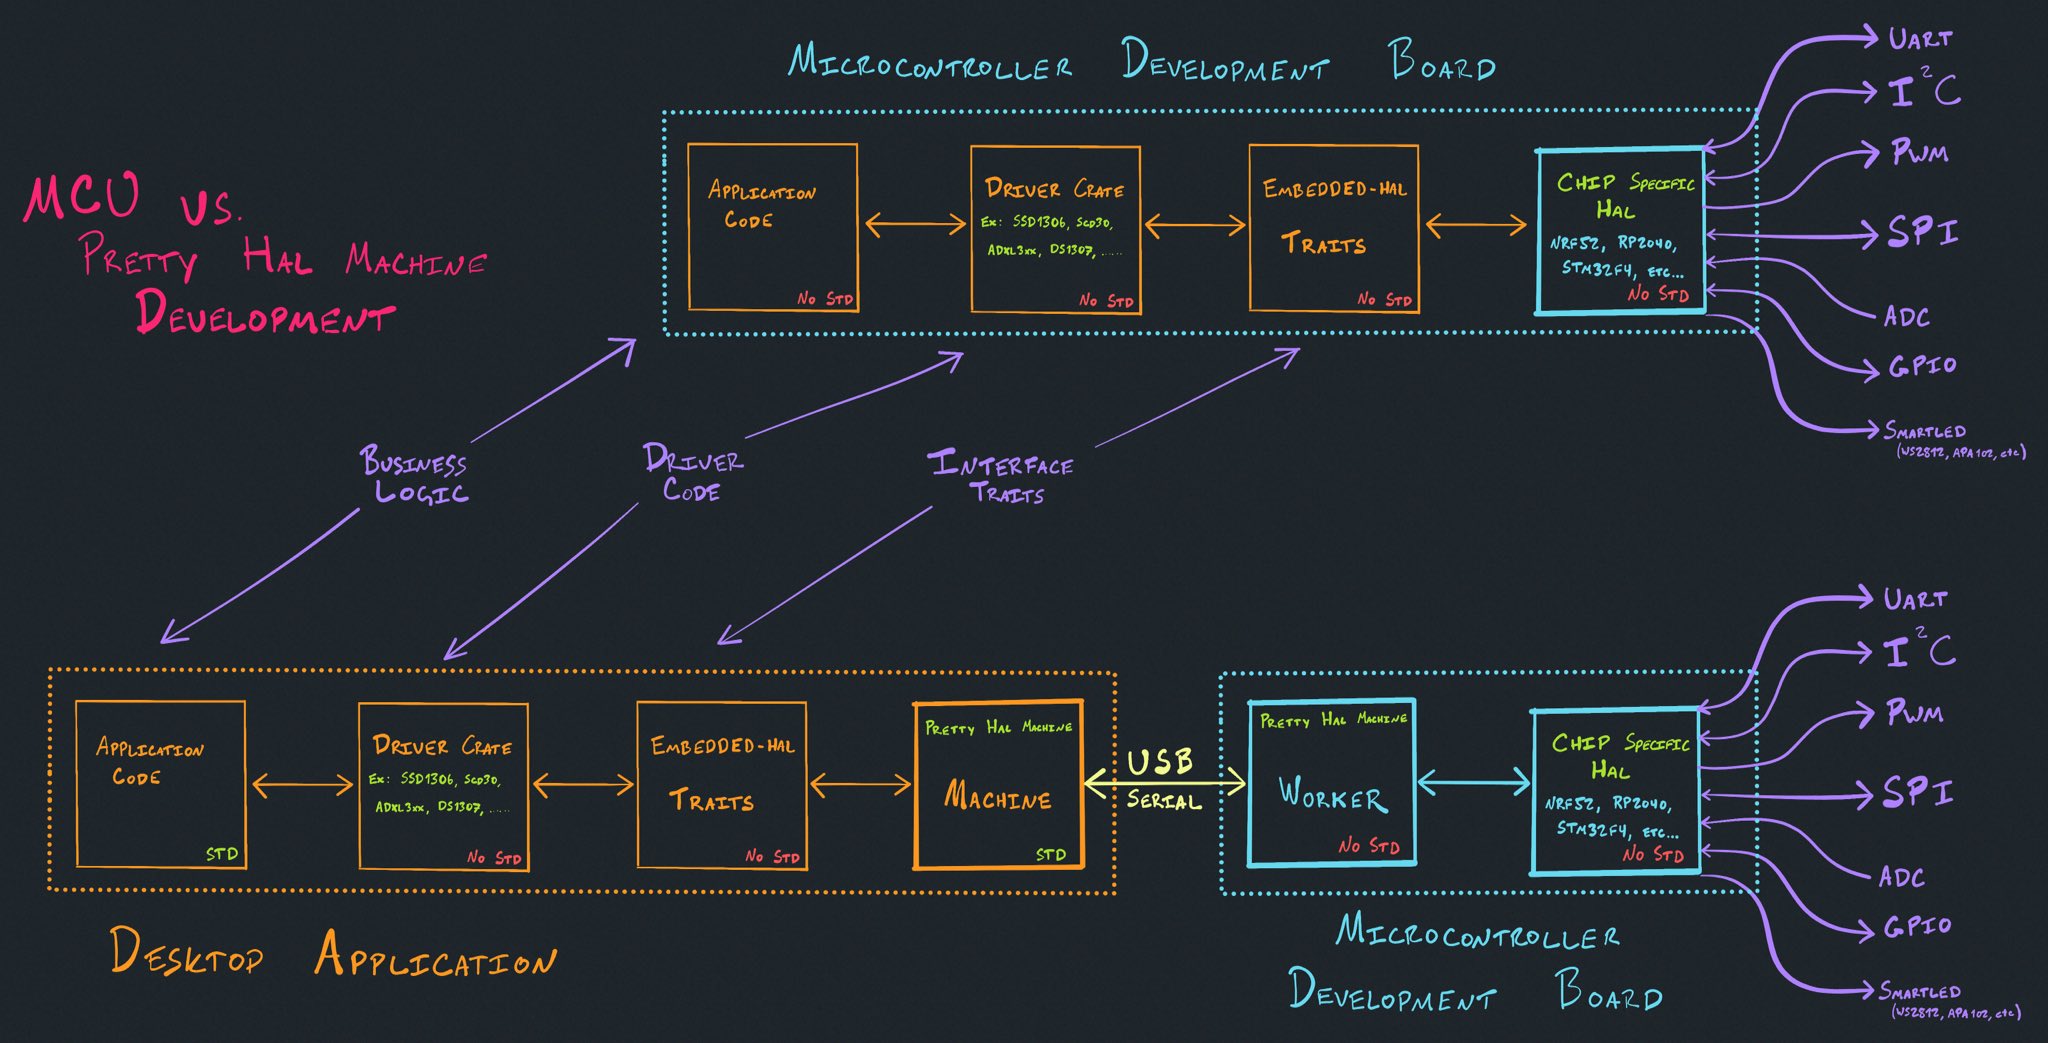 MICROCONTROLLER DEVELOPMENT BOARD
MCU VS.
PRETTY HAL MACHINE
DEVELOPMENT
APPLICATION
CODE
NO STD
DRIVER CRATE
EX: SSD1306, SCD30,
ADXL3XX, DS1307, ......
NO STD
EMBEDDED-HAL
TRAITS
NO STD
CHIP SPECIFIC
HAL
NRF52, RP2040,
STM32F4, ETC...
NO STD
UART
I²C
PWM
SPI
ADC
GPIO
SMARTLED
(WS2812, APA102, etc)
BUSINESS
LOGIC
DRIVER
CODE
INTERFACE
TRAITS
APPLICATION
CODE
STD
DRIVER CRATE
EX: SSD1306, SCD30,
ADXL3XX, DS1307, ......
NO STD
EMBEDDED-HAL
TRAITS
NO STD
PRETTY HAL MACHINE
MACHINE
STD
USB
SERIAL
PRETTY HAL MACHINE
WORKER
NO STD
CHIP SPECIFIC
HAL
NRF52, RP2040,
STM32F4, ETC...
NO STD
UART
I²C
PWM
SPI
ADC
GPIO
SMARTLED
(WS2812, APA102, etc)
DESKTOP APPLICATION
MICROCONTROLLER
DEVELOPMENT BOARD